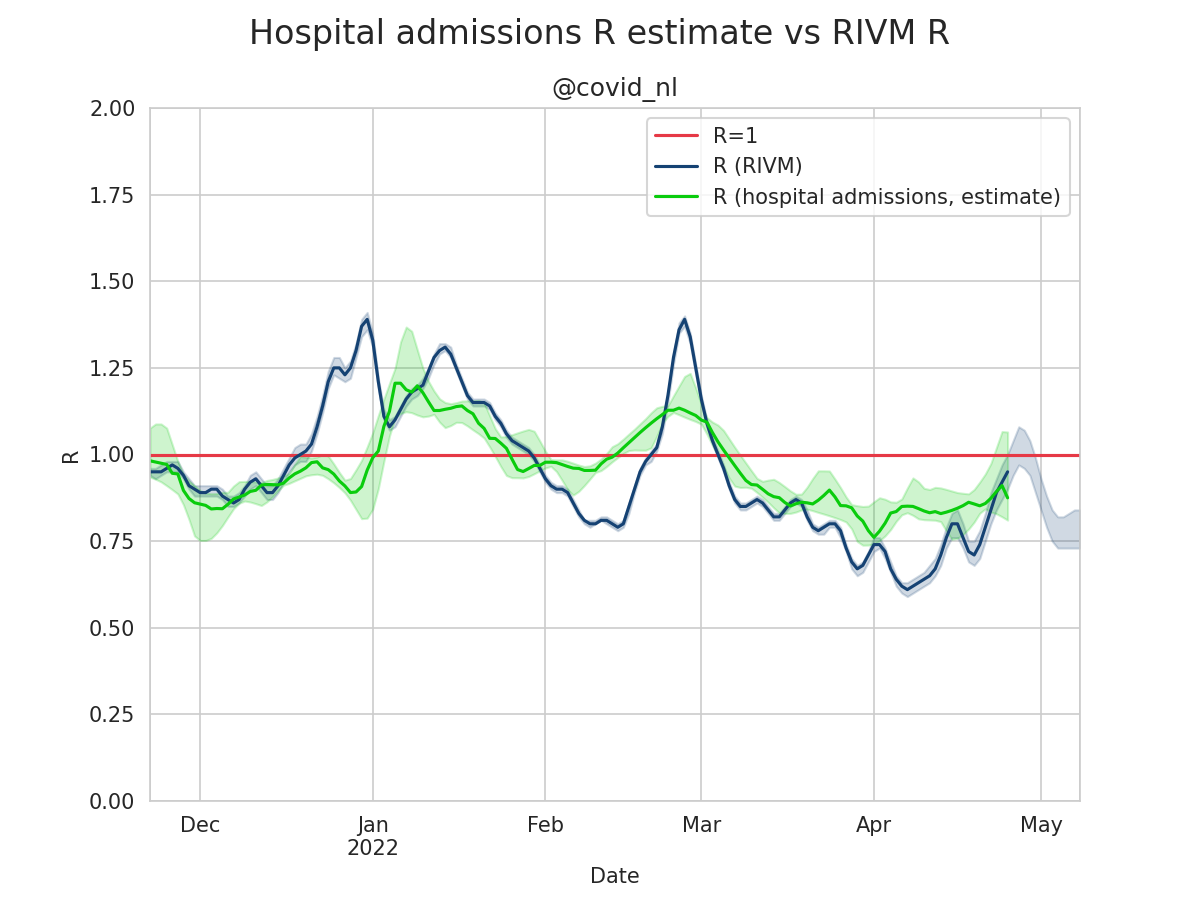 Hospital admissions R estimate vs RIVM R
@covid_nl
R=1
R (RIVM)
R (hospital admissions, estimate)
2.00
1.75
1.50
1.25
1.00
0.75
0.50
0.25
0.00
R
Dec
Jan
2022
Feb
Mar
Apr
May
Date